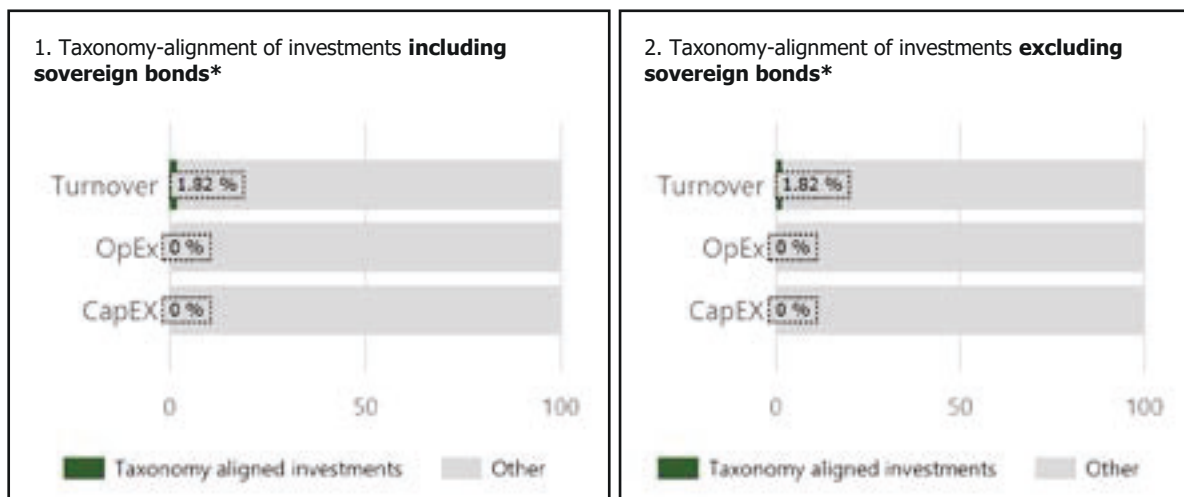 1. Taxonomy-alignment of investments including
sovereign bonds*
Turnover 1.82 %
OpEx 0 %
CapEX 0 %
0 50 100
Taxonomy aligned investments Other
2. Taxonomy-alignment of investments excluding
sovereign bonds*
Turnover 1.82 %
OpEx 0 %
CapEX 0 %
0 50 100
Taxonomy aligned investments Other